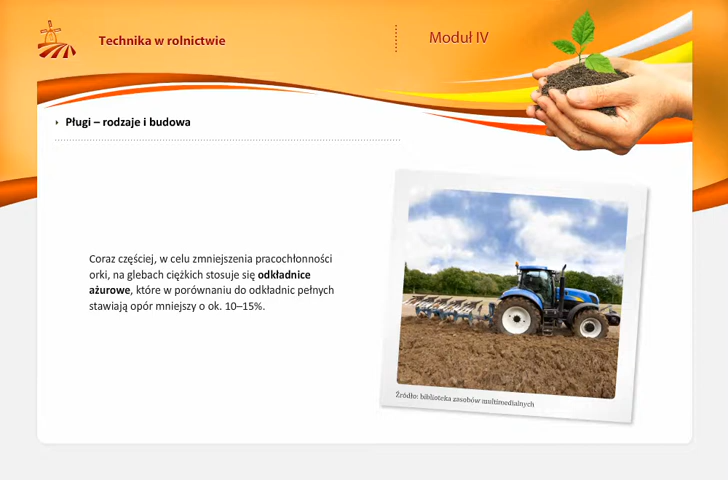 Technika w rolnictwie
Moduł IV
Pługi – rodzaje i budowa
Coraz częściej, w celu zmniejszenia pracochłonności
orki, na glebach ciężkich stosuje się odkładnice
ażurowe, które w porównaniu do odkładnic pełnych
stawiają opór mniejszy o ok. 10–15%.
Źródło: biblioteka zasobów multimedialnych